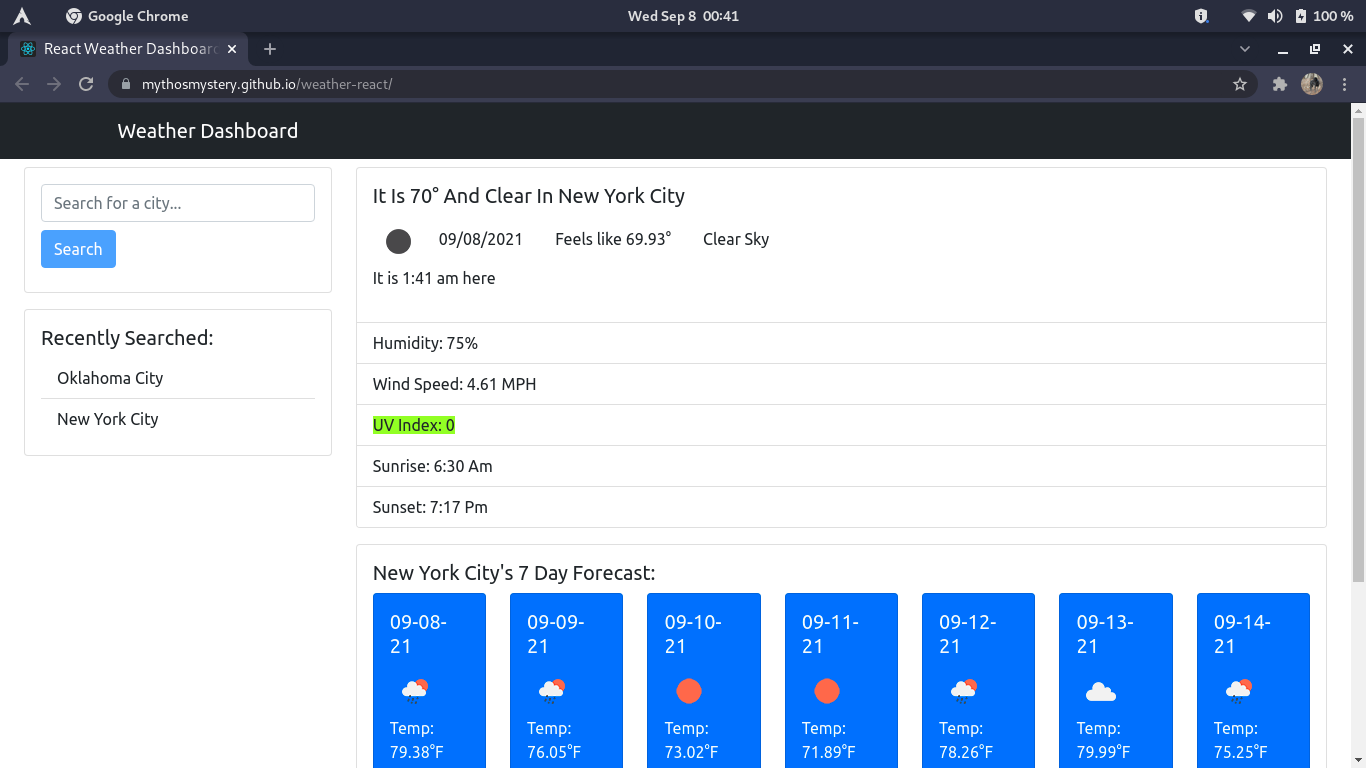 Google Chrome
Wed Sep 8 00:41
100 %
React Weather Dashboard
mythosmystery.github.io/weather-react/
Weather Dashboard
Search for a city...
Search
Recently Searched:
Oklahoma City
New York City
It Is 70° And Clear In New York City
09/08/2021 Feels like 69.93° Clear Sky
It is 1:41 am here
Humidity: 75%
Wind Speed: 4.61 MPH
UV Index: 0
Sunrise: 6:30 Am
Sunset: 7:17 Pm
New York City's 7 Day Forecast:
09-08-
21
Temp:
79.38°F
09-09-
21
Temp:
76.05°F
09-10-
21
Temp:
73.02°F
09-11-
21
Temp:
71.89°F
09-12-
21
Temp:
78.26°F
09-13-
21
Temp:
79.99°F
09-14-
21
Temp:
75.25°F